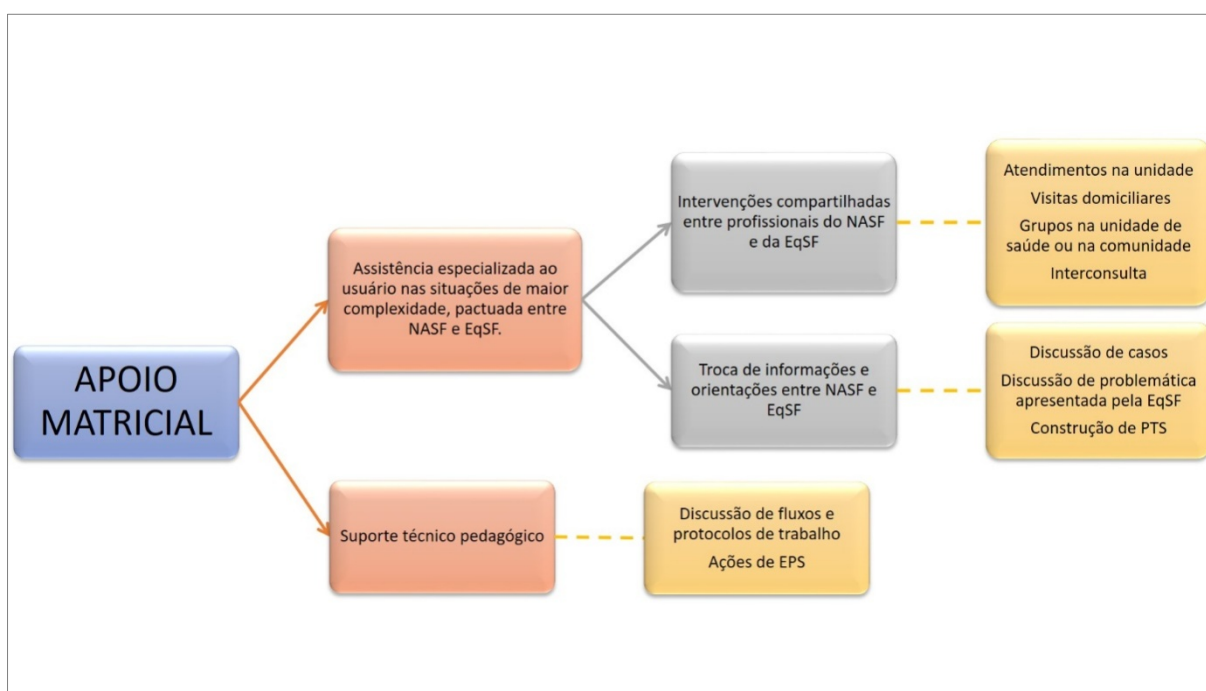 APOIO
MATRICIAL
Assistência especializada ao
usuário nas situações de maior
complexidade, pactuada entre
NASF e EqSF.
Intervenções compartilhadas
entre profissionais do NASF
e da EqSF
Atendimentos na unidade
Visitas domiciliares
Grupos na unidade de
saúde ou na comunidade
Interconsulta
Troca de informações e
orientações entre NASF e
EqSF
Discussão de casos
Discussão de problemática
apresentada pela EqSF
Construção de PTS
Suporte técnico pedagógico
Discussão de fluxos e
protocolos de trabalho
Ações de EPS